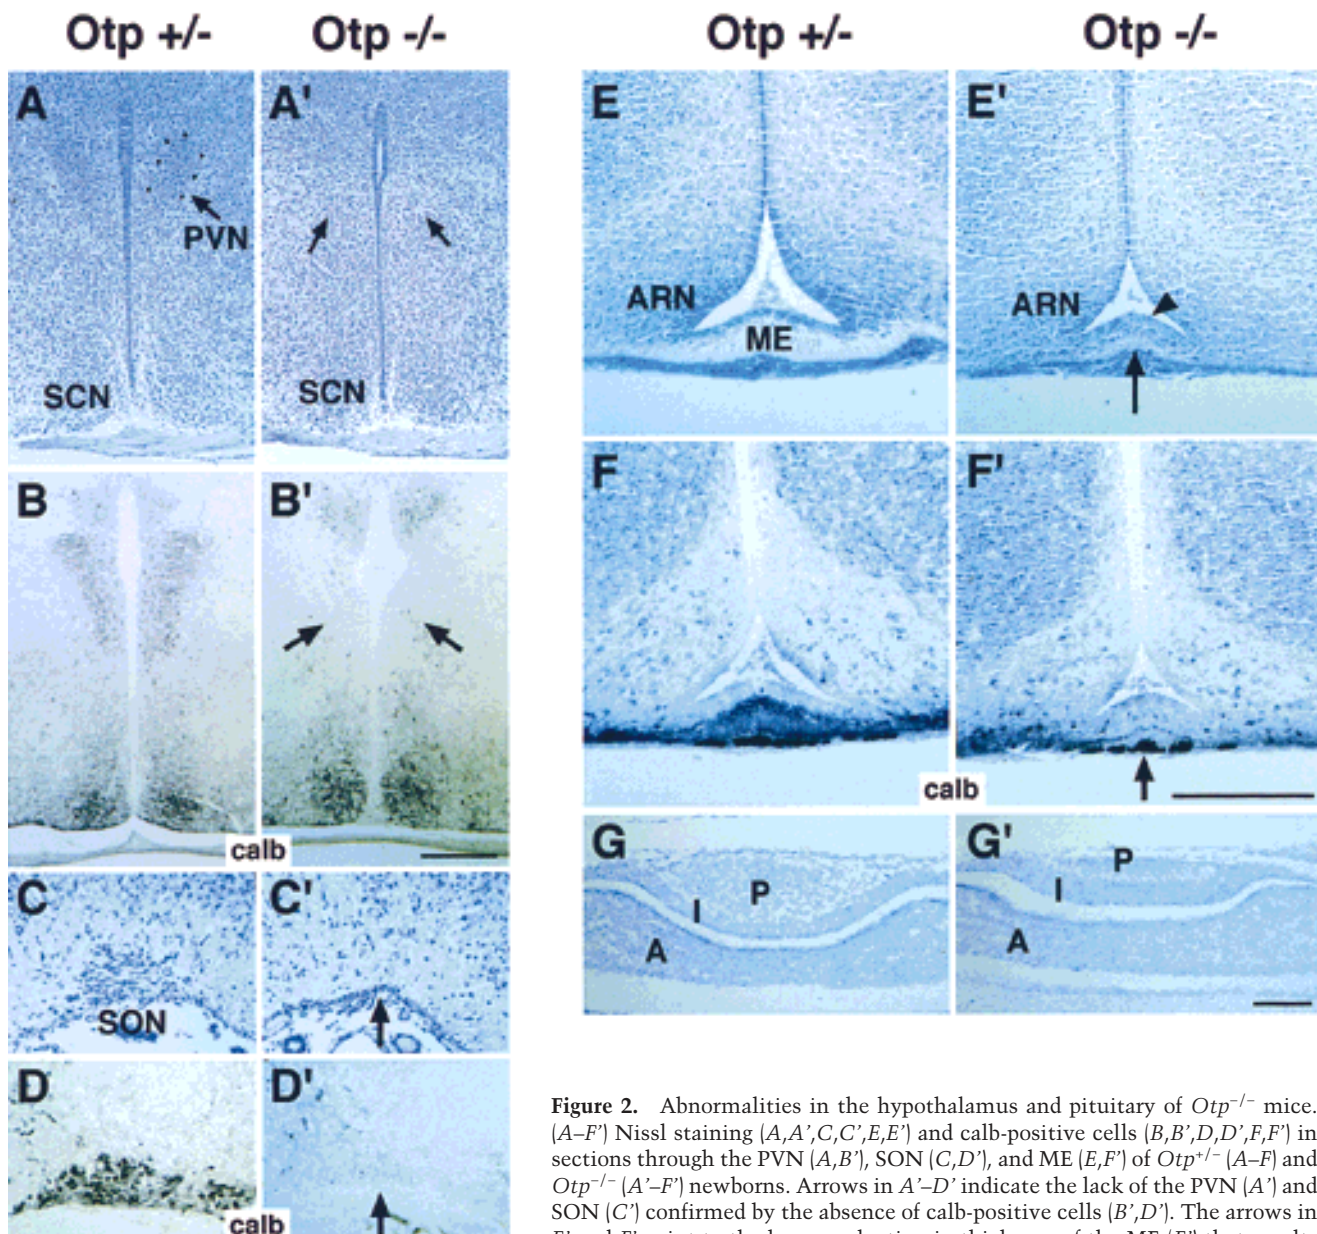 Otp +/-
Otp -/-
Otp +/-
Otp -/-
A
PVN
SCN
A'
SCN
B
B'
calb
C
SON
C'
D
D'
calb
E
ARN
ME
E'
ARN
F
F'
calb
G
P
I
A
G'
P
I
A
Figure 2. Abnormalities in the hypothalamus and pituitary of Otp−/− mice.
(A–F') Nissl staining (A,A',C,C',E,E') and calb-positive cells (B,B',D,D',F,F') in
sections through the PVN (A,B'), SON (C,D'), and ME (E,F') of Otp+/− (A–F) and
Otp−/− (A'–F') newborns. Arrows in A'–D' indicate the lack of the PVN (A') and
SON (C') confirmed by the absence of calb-positive cells (B',D'). The arrows in